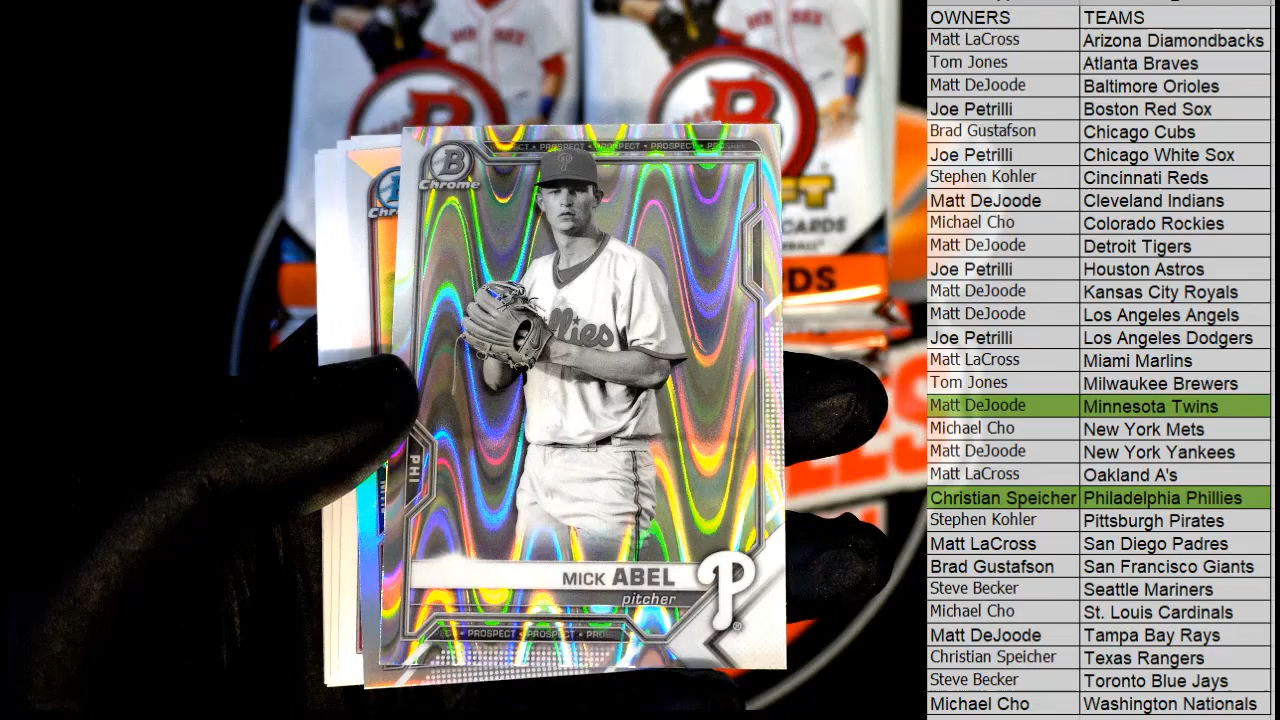 B
Chrome
PROSPECT • PROSPECT • PROSPECT
llies
PHI
MICK ABEL
pitcher
P
PROSPECT • PROSPECT
CARDS
OWNERS TEAMS
Matt LaCross Arizona Diamondbacks
Tom Jones Atlanta Braves
Matt DeJoode Baltimore Orioles
Joe Petrilli Boston Red Sox
Brad Gustafson Chicago Cubs
Joe Petrilli Chicago White Sox
Stephen Kohler Cincinnati Reds
Matt DeJoode Cleveland Indians
Michael Cho Colorado Rockies
Matt DeJoode Detroit Tigers
Joe Petrilli Houston Astros
Matt DeJoode Kansas City Royals
Matt DeJoode Los Angeles Angels
Joe Petrilli Los Angeles Dodgers
Matt LaCross Miami Marlins
Tom Jones Milwaukee Brewers
Matt DeJoode Minnesota Twins
Michael Cho New York Mets
Matt DeJoode New York Yankees
Matt LaCross Oakland A's
Christian Speicher Philadelphia Phillies
Stephen Kohler Pittsburgh Pirates
Matt LaCross San Diego Padres
Brad Gustafson San Francisco Giants
Steve Becker Seattle Mariners
Michael Cho St. Louis Cardinals
Matt DeJoode Tampa Bay Rays
Christian Speicher Texas Rangers
Steve Becker Toronto Blue Jays
Michael Cho Washington Nationals